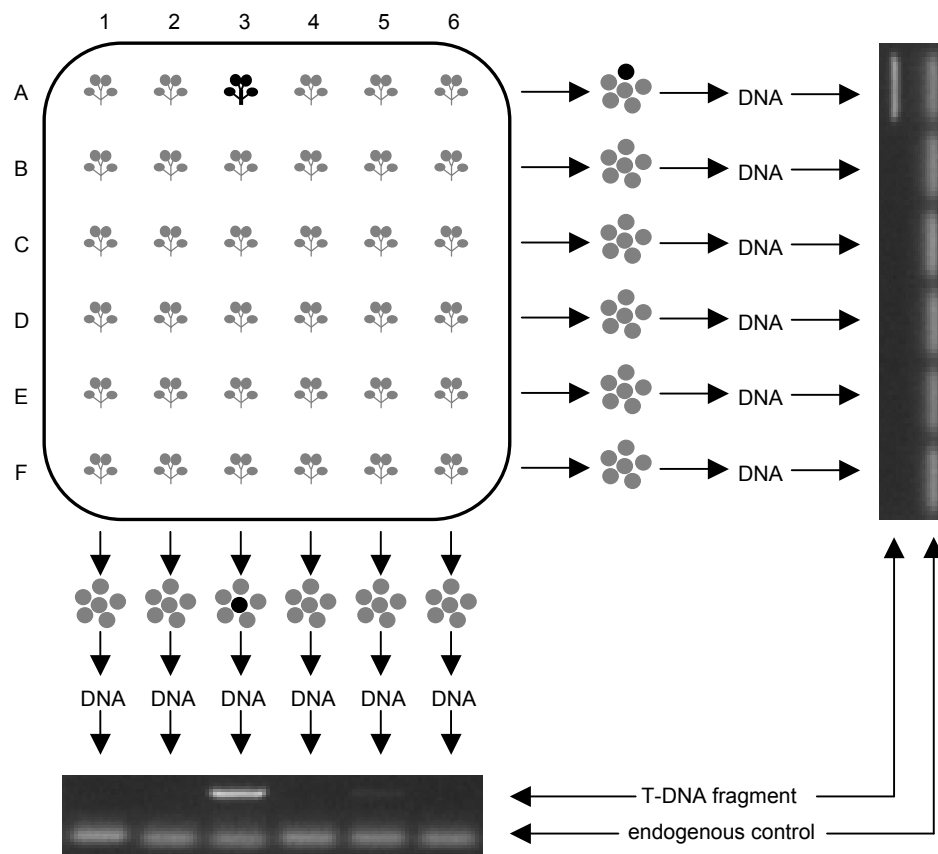 1 2 3 4 5 6
A DNA
B DNA
C DNA
D DNA
E DNA
F DNA
DNA DNA DNA DNA DNA DNA
T-DNA fragment
endogenous control